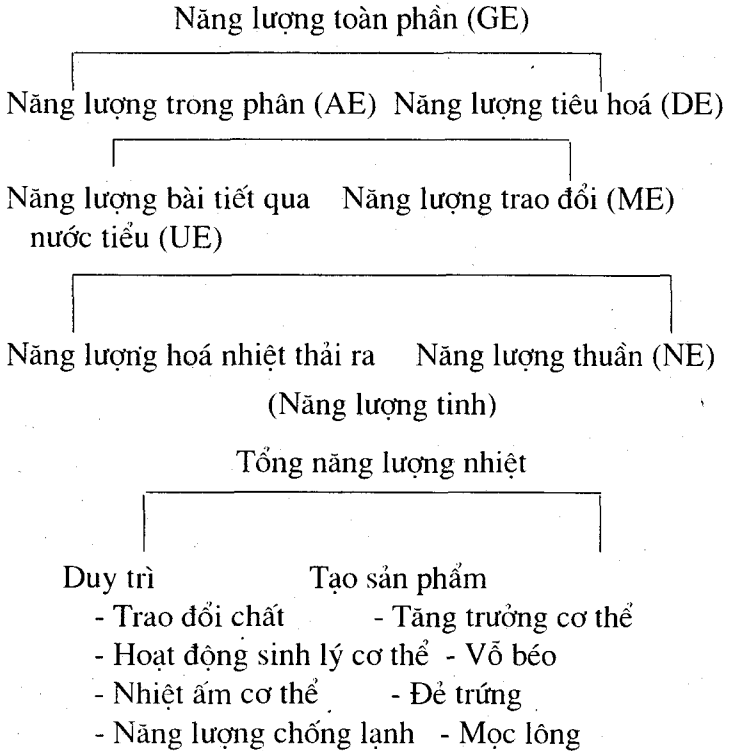 Năng lượng toàn phần (GE)
Năng lượng trong phân (AE) Năng lượng tiêu hoá (DE)
Năng lượng bài tiết qua Năng lượng trao đổi (ME)
nước tiểu (UE)
Năng lượng hoá nhiệt thải ra Năng lượng thuần (NE)
(Năng lượng tinh)
Tổng năng lượng nhiệt
Duy trì Tạo sản phẩm
- Trao đổi chất - Tăng trưởng cơ thể
- Hoạt động sinh lý cơ thể - Vỗ béo
- Nhiệt ấm cơ thể - Đẻ trứng
- Năng lượng chống lạnh - Mọc lông